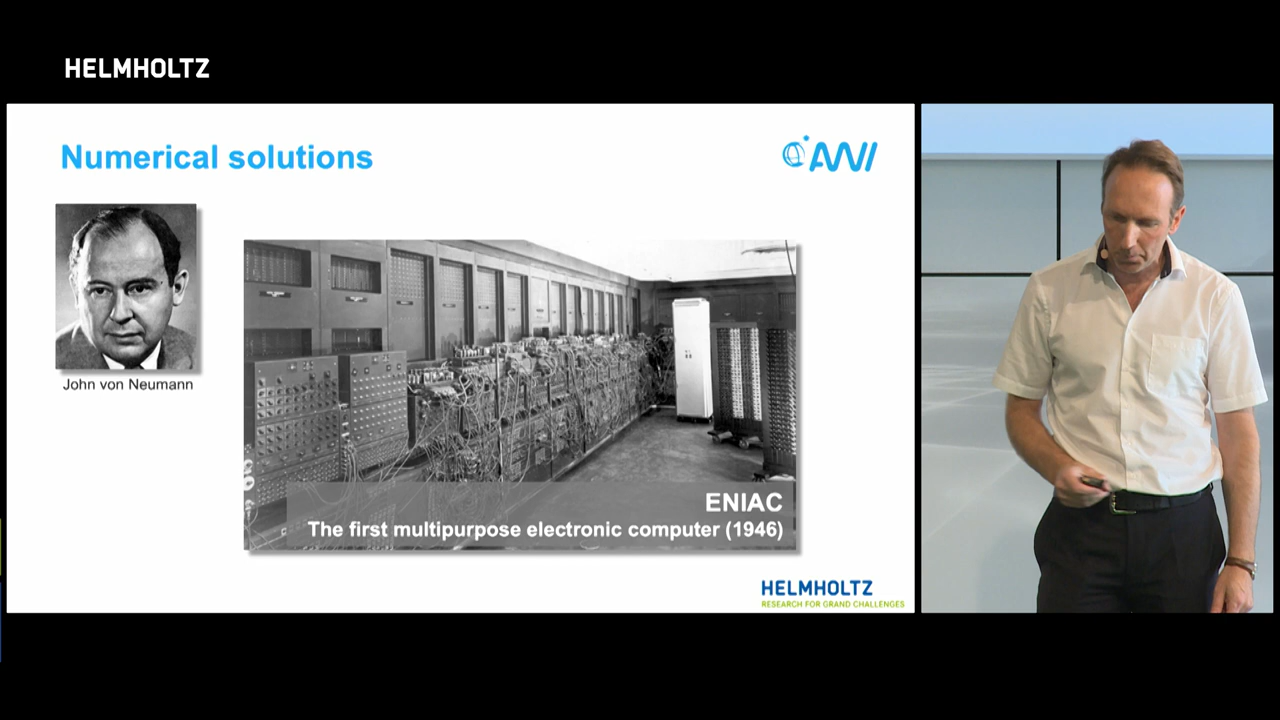 HELMHOLTZ
Numerical solutions
AWI
John von Neumann
ENIAC
The first multipurpose electronic computer (1946)
HELMHOLTZ
RESEARCH FOR GRAND CHALLENGES